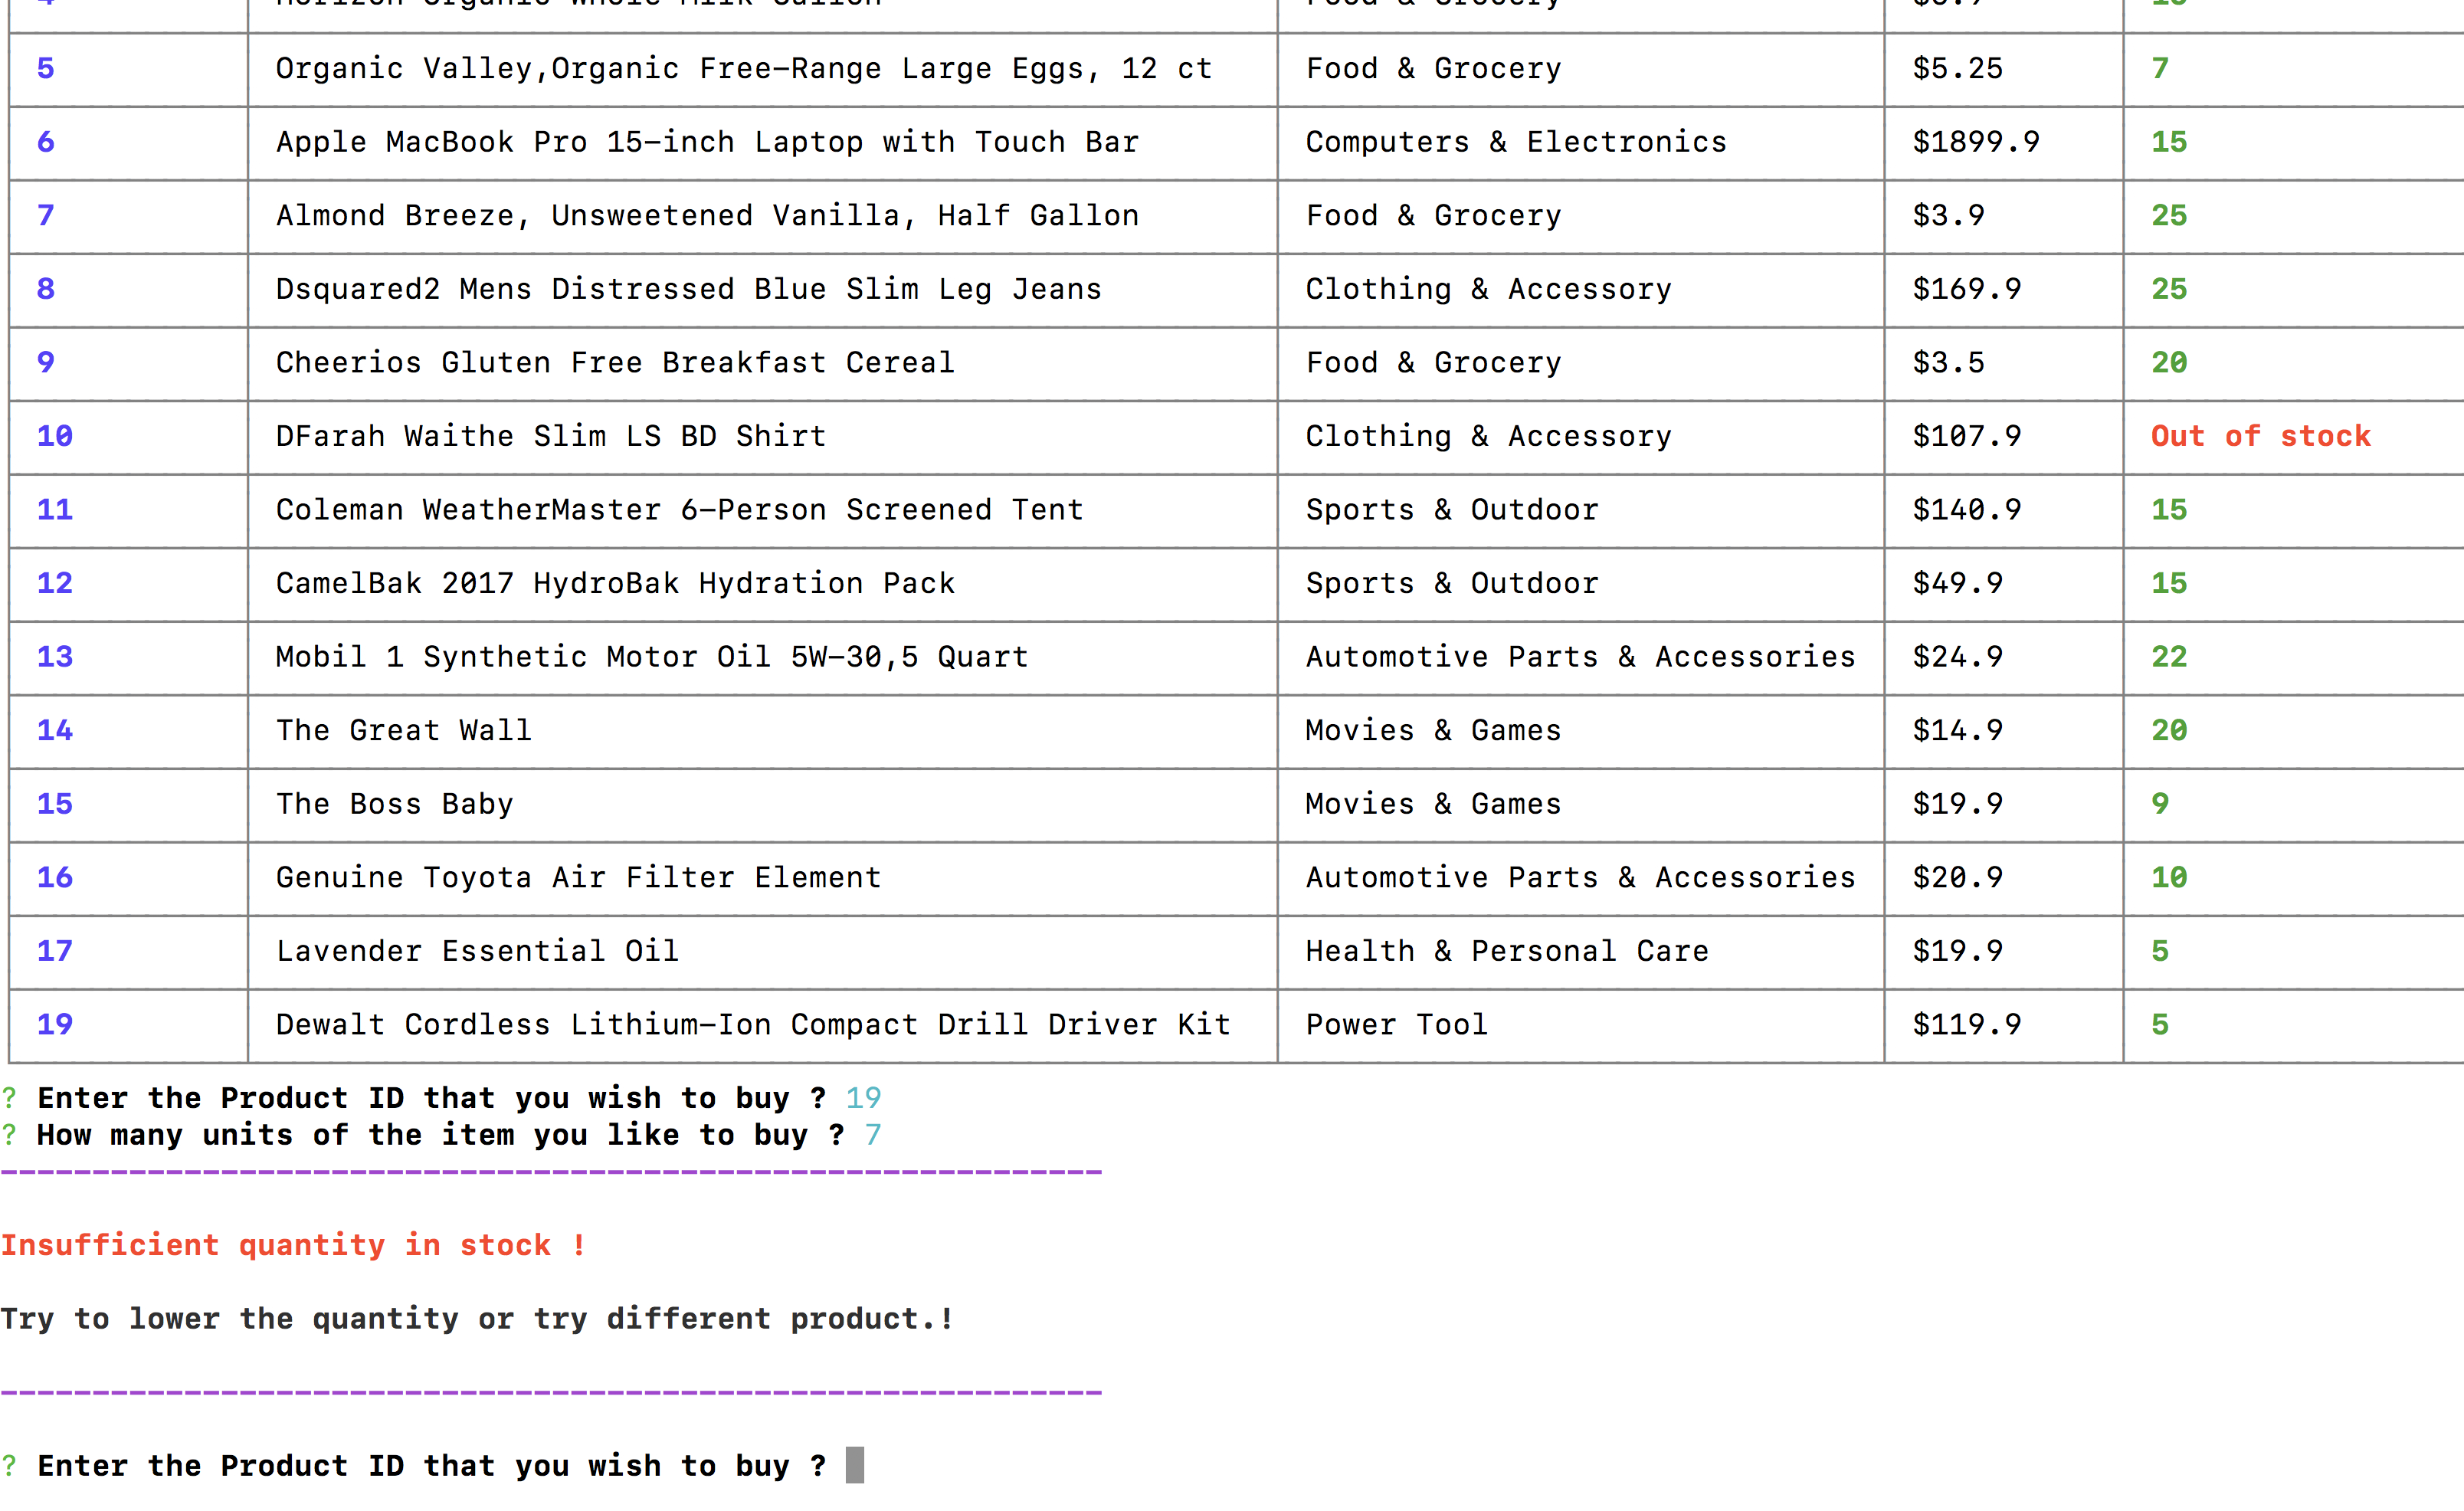 Horizon Organic Whole Milk Gallon Food & Grocery
5 Organic Valley,Organic Free-Range Large Eggs, 12 ct Food & Grocery $5.25 7
6 Apple MacBook Pro 15-inch Laptop with Touch Bar Computers & Electronics $1899.9 15
7 Almond Breeze, Unsweetened Vanilla, Half Gallon Food & Grocery $3.9 25
8 Dsquared2 Mens Distressed Blue Slim Leg Jeans Clothing & Accessory $169.9 25
9 Cheerios Gluten Free Breakfast Cereal Food & Grocery $3.5 20
10 DFarah Waithe Slim LS BD Shirt Clothing & Accessory $107.9 Out of stock
11 Coleman WeatherMaster 6-Person Screened Tent Sports & Outdoor $140.9 15
12 CamelBak 2017 HydroBak Hydration Pack Sports & Outdoor $49.9 15
13 Mobil 1 Synthetic Motor Oil 5W-30,5 Quart Automotive Parts & Accessories $24.9 22
14 The Great Wall Movies & Games $14.9 20
15 The Boss Baby Movies & Games $19.9 9
16 Genuine Toyota Air Filter Element Automotive Parts & Accessories $20.9 10
17 Lavender Essential Oil Health & Personal Care $19.9 5
19 Dewalt Cordless Lithium-Ion Compact Drill Driver Kit Power Tool $119.9 5
? Enter the Product ID that you wish to buy ? 19
? How many units of the item you like to buy ? 7
Insufficient quantity in stock !
Try to lower the quantity or try different product.!
? Enter the Product ID that you wish to buy ?